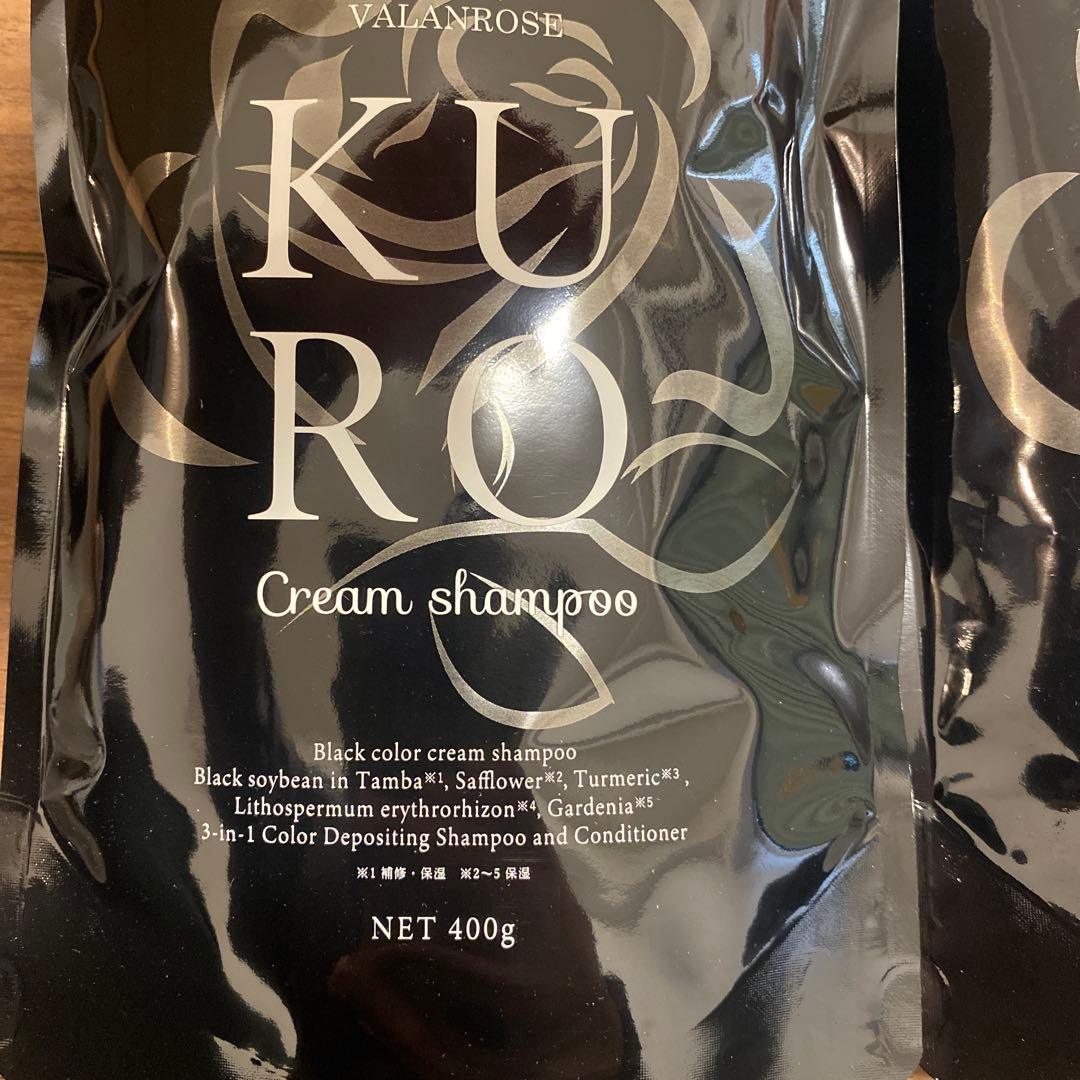 VALANROSE
KU
RO
Cream shampoo
Black color cream shampoo
Black soybean in Tamba※1, Safflower※2, Turmeric※3,
Lithospermum erythrorhizon※4, Gardenia※5
3-in-1 Color Depositing Shampoo and Conditioner
※1 補修・保湿 ※2～5 保湿
NET 400g